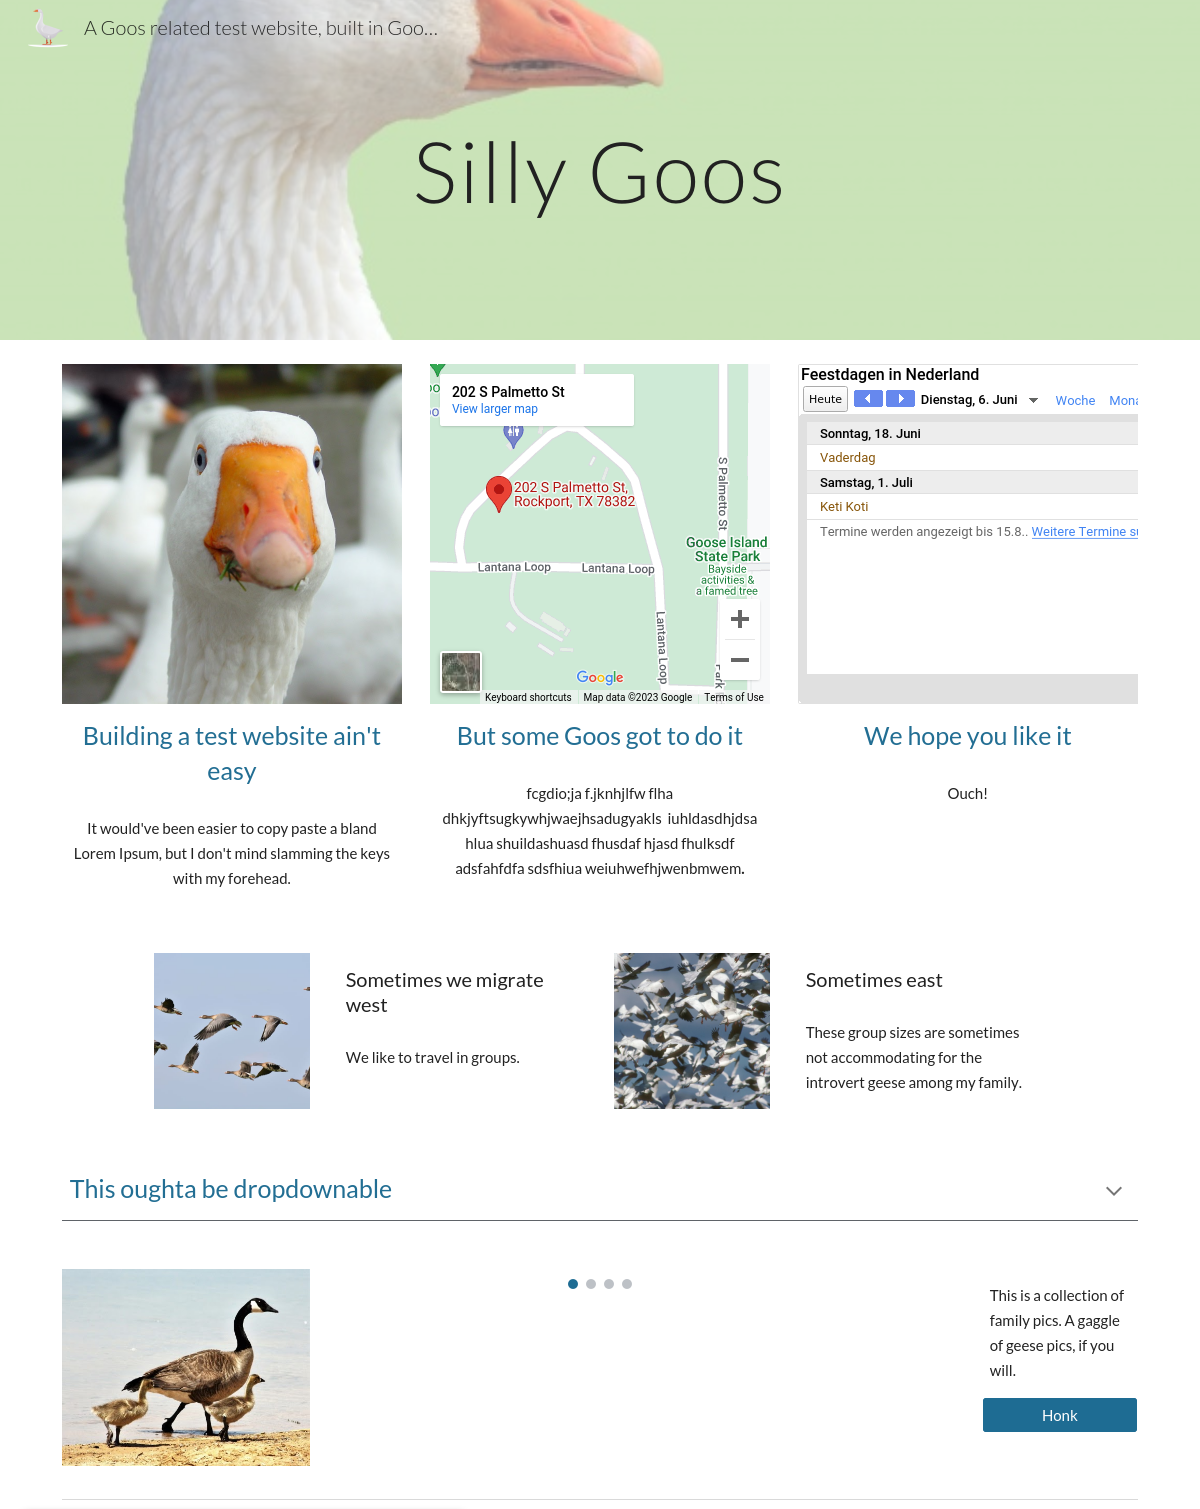 A Goos related test website, built in Goo...
Silly Goos
202 S Palmetto St
View larger map
202 S Palmetto St,
Rockport, TX 78382
S Palmetto St
Goose Island
State Park
Bayside
activities &
a famed tree
Lantana Loop
Lantana Loop
Lantana Loop
Park
Google
Keyboard shortcuts
Map data ©2023 Google
Terms of Use
Feestdagen in Nederland
Heute
Dienstag, 6. Juni
Woche
Mona
Sonntag, 18. Juni
Vaderdag
Samstag, 1. Juli
Keti Koti
Termine werden angezeigt bis 15.8.. Weitere Termine su
Building a test website ain't
easy
It would've been easier to copy paste a bland
Lorem Ipsum, but I don't mind slamming the keys
with my forehead.
But some Goos got to do it
fcgdio;ja f.jknhjlfw flha
dhkjyftsugkywhjwaejhsadugyakls iuhldasdhjdsa
hlua shuildashuasd fhusdaf hjasd fhulksdf
adsfahfdfa sdsfhiua weiuhwefhjwenbmwem.
We hope you like it
Ouch!
Sometimes we migrate
west
We like to travel in groups.
Sometimes east
These group sizes are sometimes
not accommodating for the
introvert geese among my family.
This oughta be dropdownable
This is a collection of
family pics. A gaggle
of geese pics, if you
will.
Honk